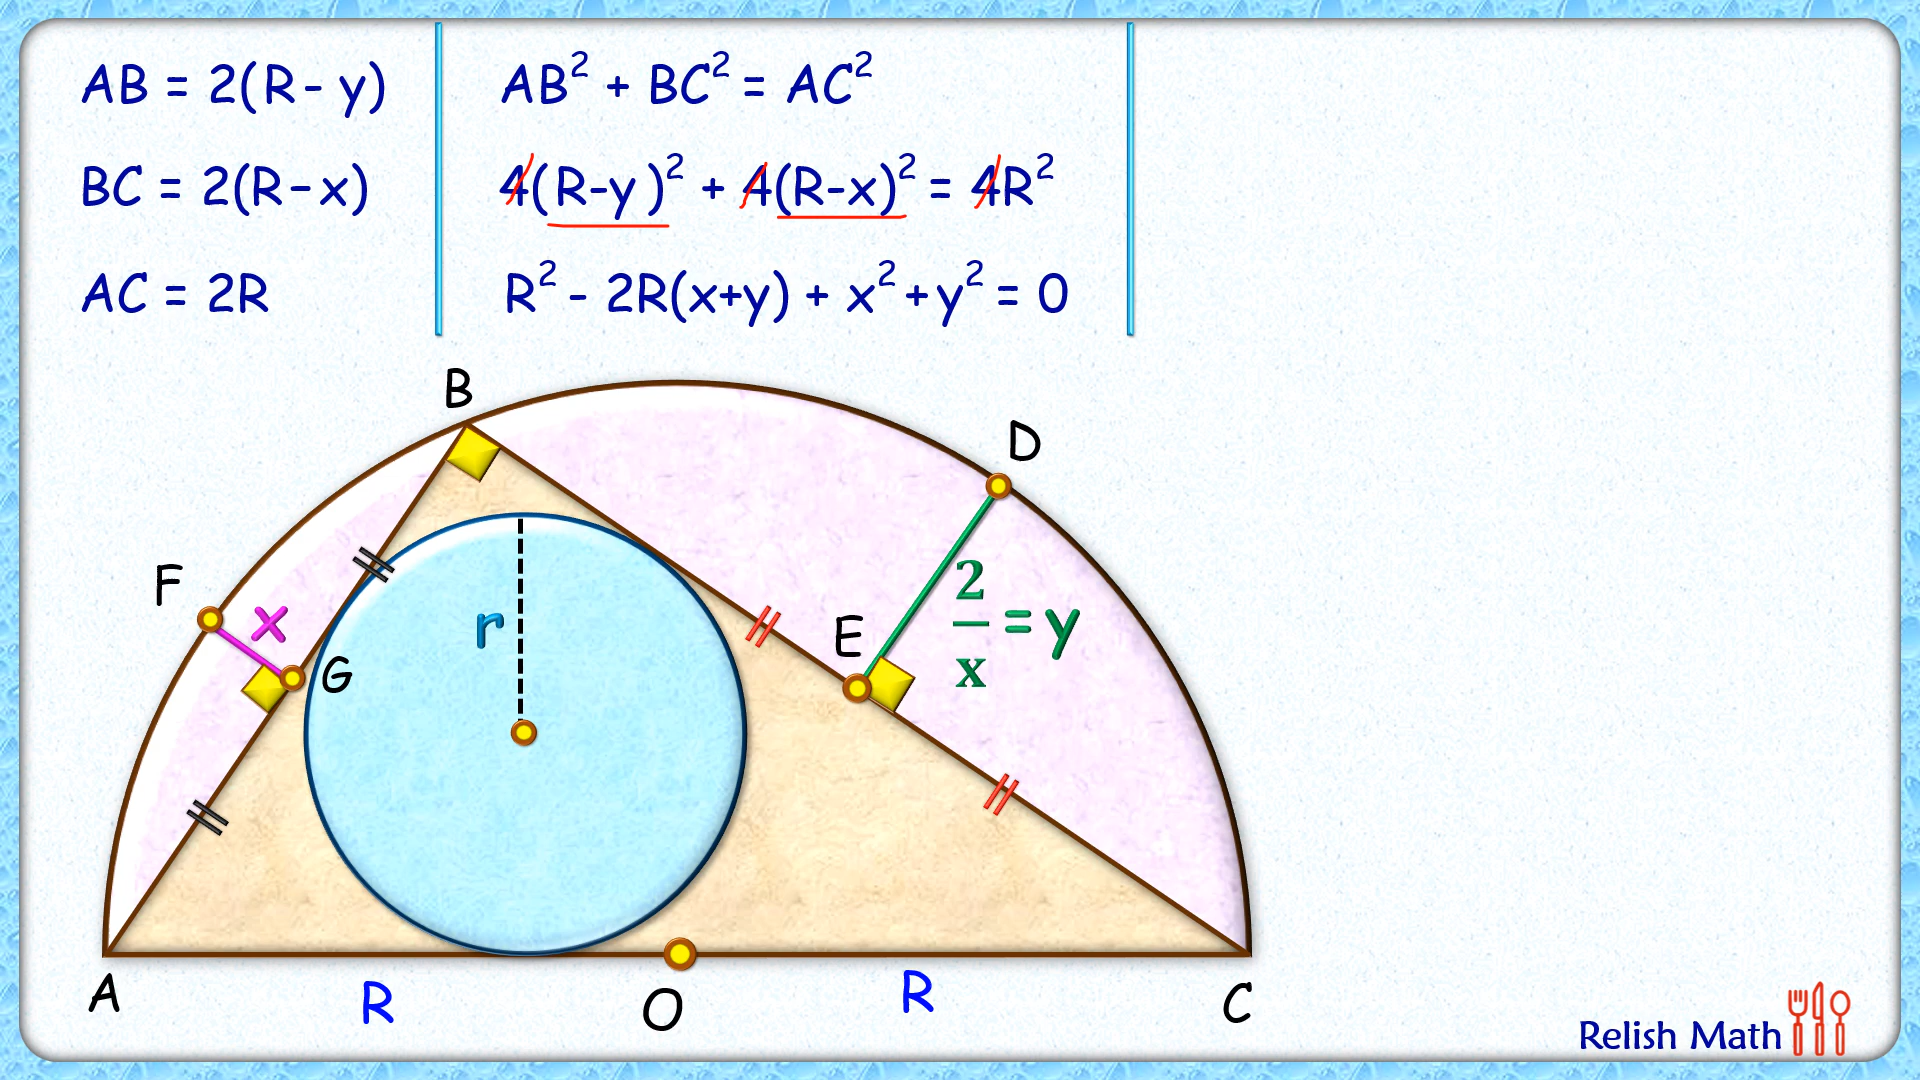 AB = 2(R - y)
BC = 2(R - x)
AC = 2R
AB² + BC² = AC²
4(R-y)² + 4(R-x)² = 4R²
R² - 2R(x+y) + x² + y² = 0
B
D
F
x
G
r
E
2/x = y
A
R
O
R
C
Relish Math